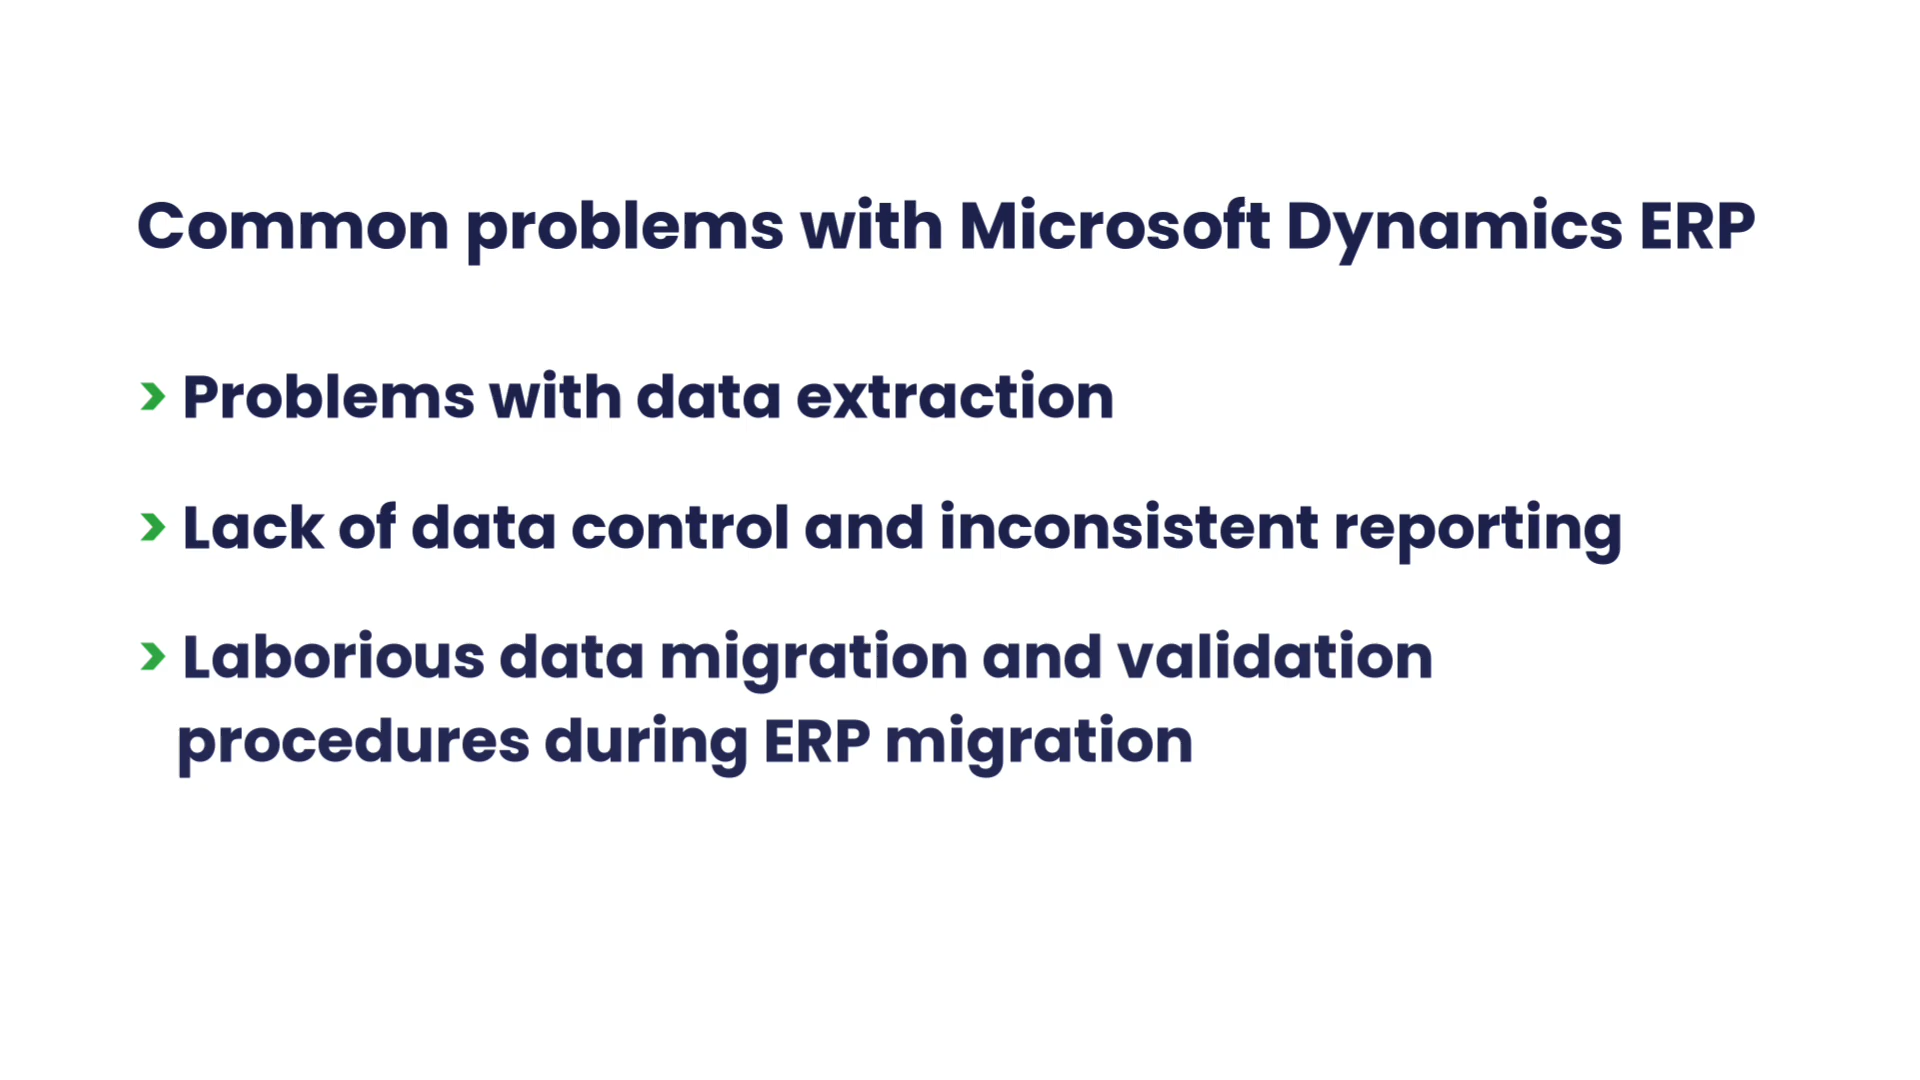 Common problems with Microsoft Dynamics ERP
> Problems with data extraction
> Lack of data control and inconsistent reporting
> Laborious data migration and validation
procedures during ERP migration